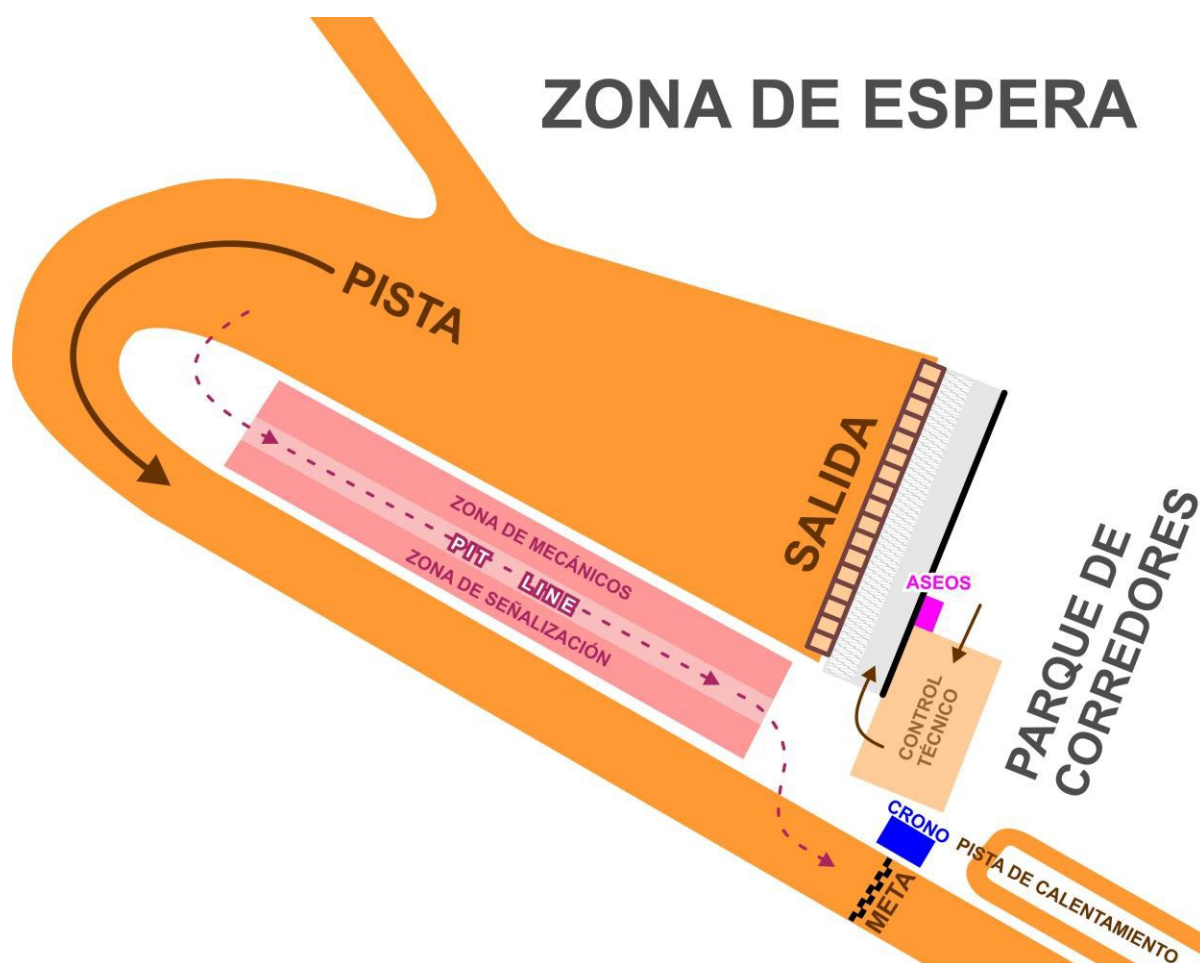 ZONA DE ESPERA
PISTA
SALIDA
ZONA DE MECÁNICOS
PIT - LINE
ZONA DE SEÑALIZACIÓN
ASEOS
CONTROL
TÉCNICO
PARQUE DE
CORREDORES
CRONO
META
PISTA DE CALENTAMIENTO